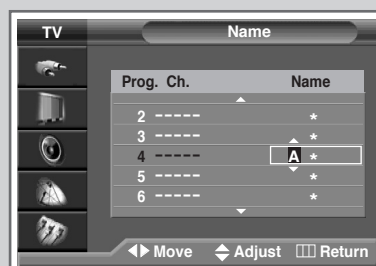 TV Name
Prog. Ch. Name
2 ----- *
3 ----- *
4 ----- A *
5 ----- *
6 ----- *
Move Adjust Return